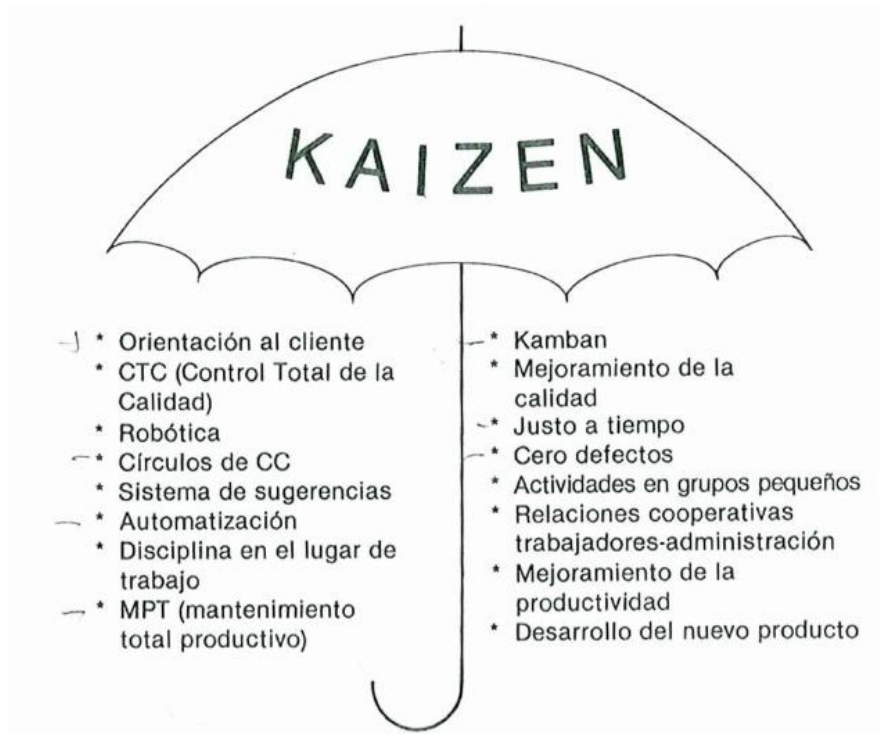 KAIZEN
* Orientación al cliente
* CTC (Control Total de la
Calidad)
* Robótica
* Círculos de CC
* Sistema de sugerencias
* Automatización
* Disciplina en el lugar de
trabajo
* MPT (mantenimiento
total productivo)
* Kamban
* Mejoramiento de la
calidad
* Justo a tiempo
* Cero defectos
* Actividades en grupos pequeños
* Relaciones cooperativas
trabajadores-administración
* Mejoramiento de la
productividad
* Desarrollo del nuevo producto